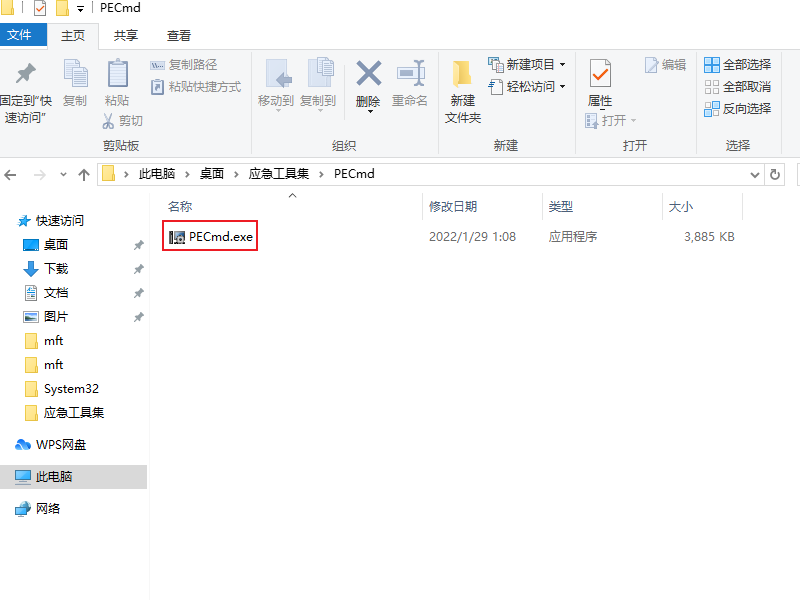 PECmd
文件 主页 共享 查看
固定到"快速访问"
复制
粘贴
复制路径
粘贴快捷方式
剪切
剪贴板
移动到 复制到 删除 重命名
组织
新建文件夹
新建项目
轻松访问
新建
属性
打开
编辑
打开
全部选择
全部取消
反向选择
选择
此电脑 桌面 应急工具集 PECmd
名称 修改日期 类型 大小
PECmd.exe 2022/1/29 1:08 应用程序 3,885 KB
快速访问
桌面
下载
文档
图片
mft
mft
System32
应急工具集
WPS网盘
此电脑
网络